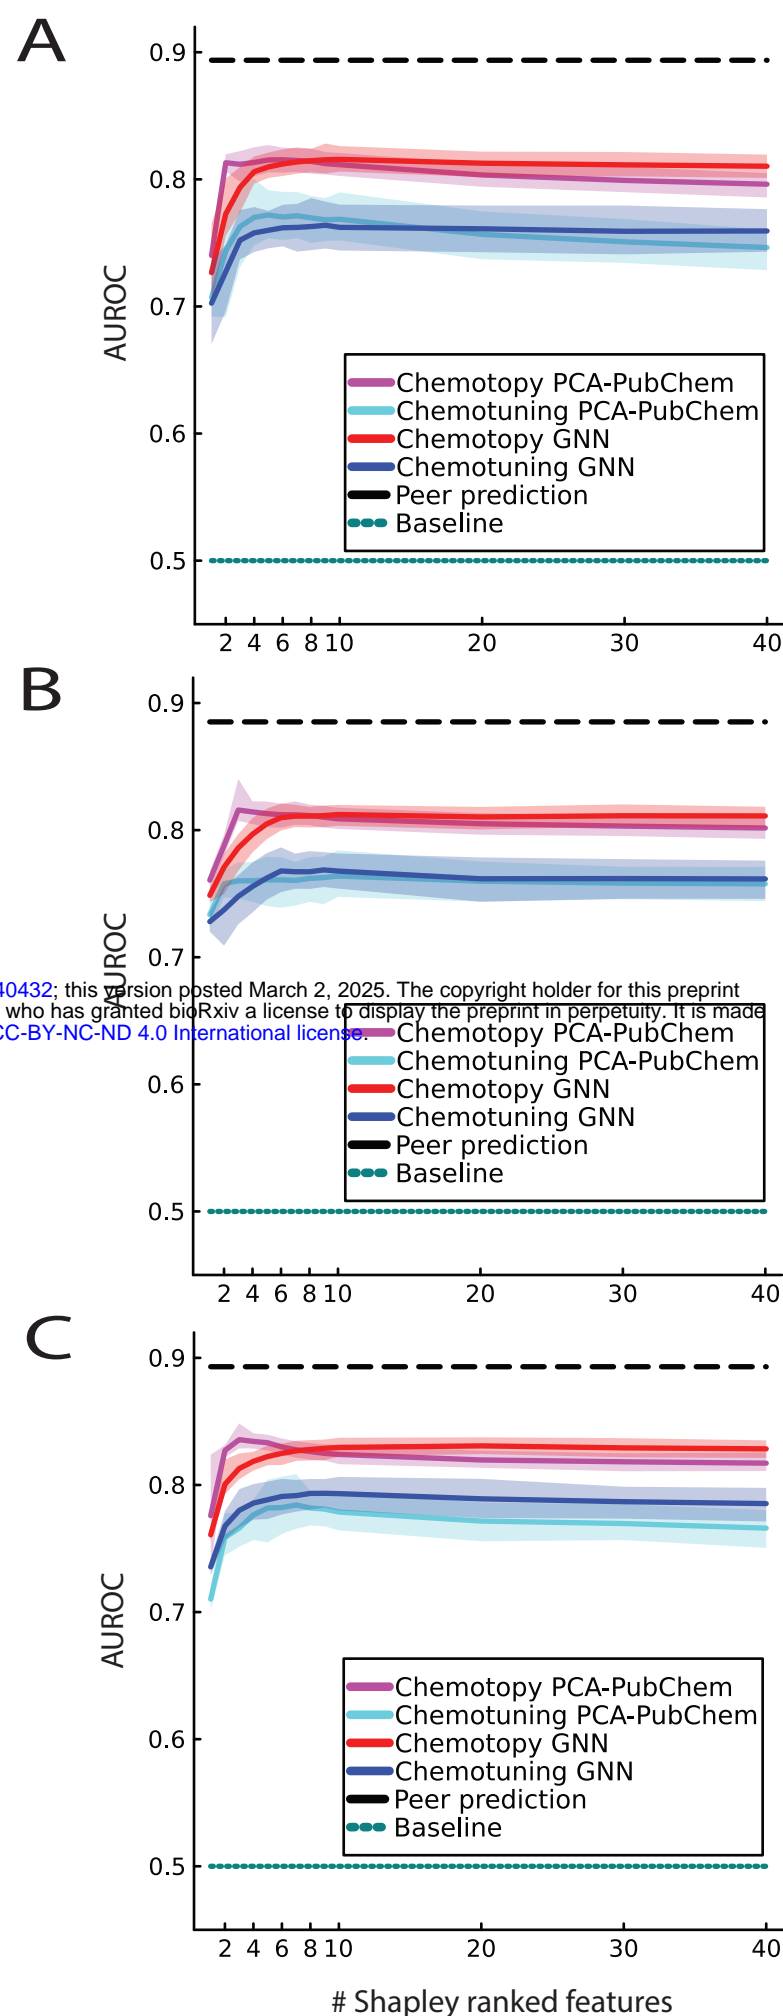 A
0.9
0.8
0.7
0.6
0.5
AUROC
Chemotopy PCA-PubChem
Chemotuning PCA-PubChem
Chemotopy GNN
Chemotuning GNN
Peer prediction
Baseline
2 4 6 8 10 20 30 40
B
0.9
0.8
0.7
0.6
0.5
AUROC
40432; this version posted March 2, 2025. The copyright holder for this preprint
who has granted bioRxiv a license to display the preprint in perpetuity. It is made
CC-BY-NC-ND 4.0 International license.
Chemotopy PCA-PubChem
Chemotuning PCA-PubChem
Chemotopy GNN
Chemotuning GNN
Peer prediction
Baseline
2 4 6 8 10 20 30 40
C
0.9
0.8
0.7
0.6
0.5
AUROC
Chemotopy PCA-PubChem
Chemotuning PCA-PubChem
Chemotopy GNN
Chemotuning GNN
Peer prediction
Baseline
2 4 6 8 10 20 30 40
# Shapley ranked features